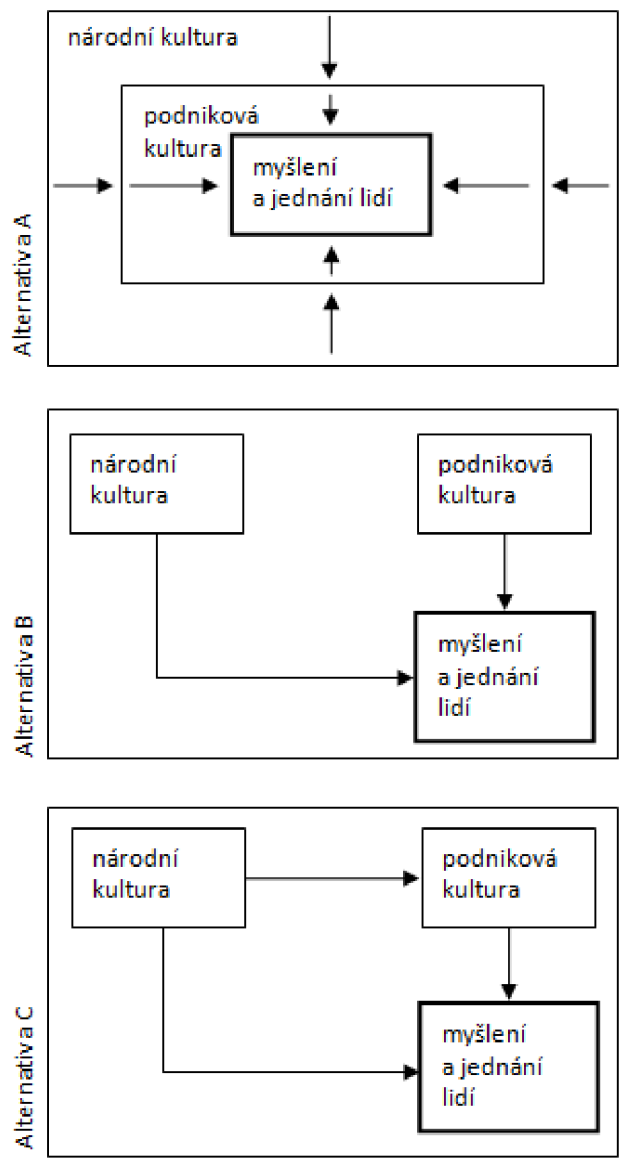 národní kultura
podniková
kultura
myšlení
a jednání lidí
Alternativa A
národní
kultura
podniková
kultura
myšlení
a jednání
lidí
Alternativa B
národní
kultura
podniková
kultura
myšlení
a jednání
lidí
Alternativa C